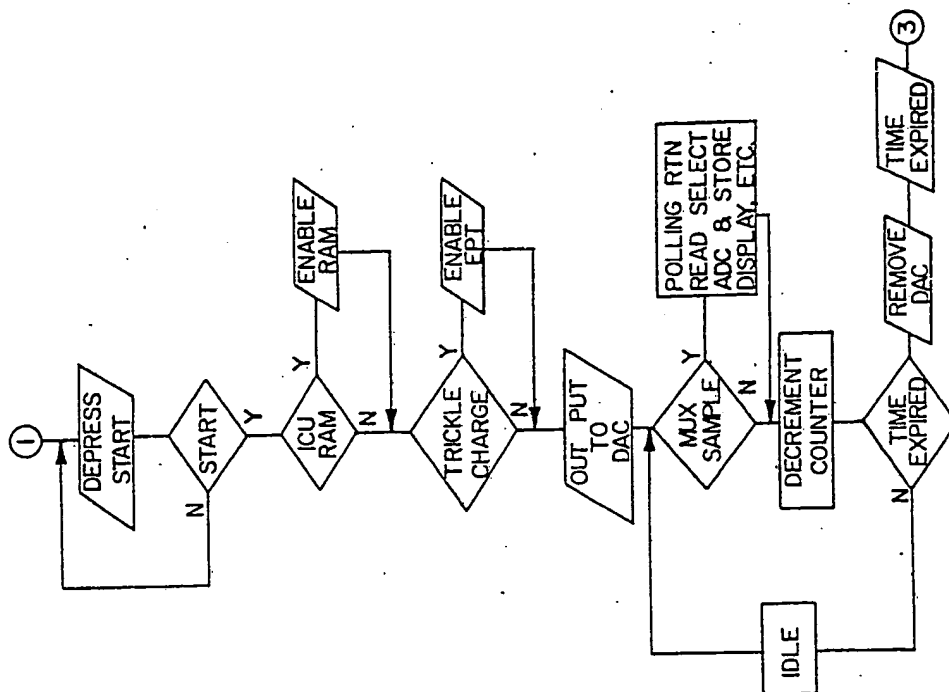 1
DEPRESS
START
START
N
Y
ICU
RAM
Y
N
ENABLE
RAM
TRICKLE
CHARGE
Y
N
ENABLE
EPT
OUT PUT
TO
DAC
MUX
SAMPLE
Y
N
POLLING RTN
READ SELECT
ADC & STORE
DISPLAY, ETC.
DECREMENT
COUNTER
IDLE
TIME
EXPIRED
N
Y
REMOVE
DAC
TIME
EXPIRED
3